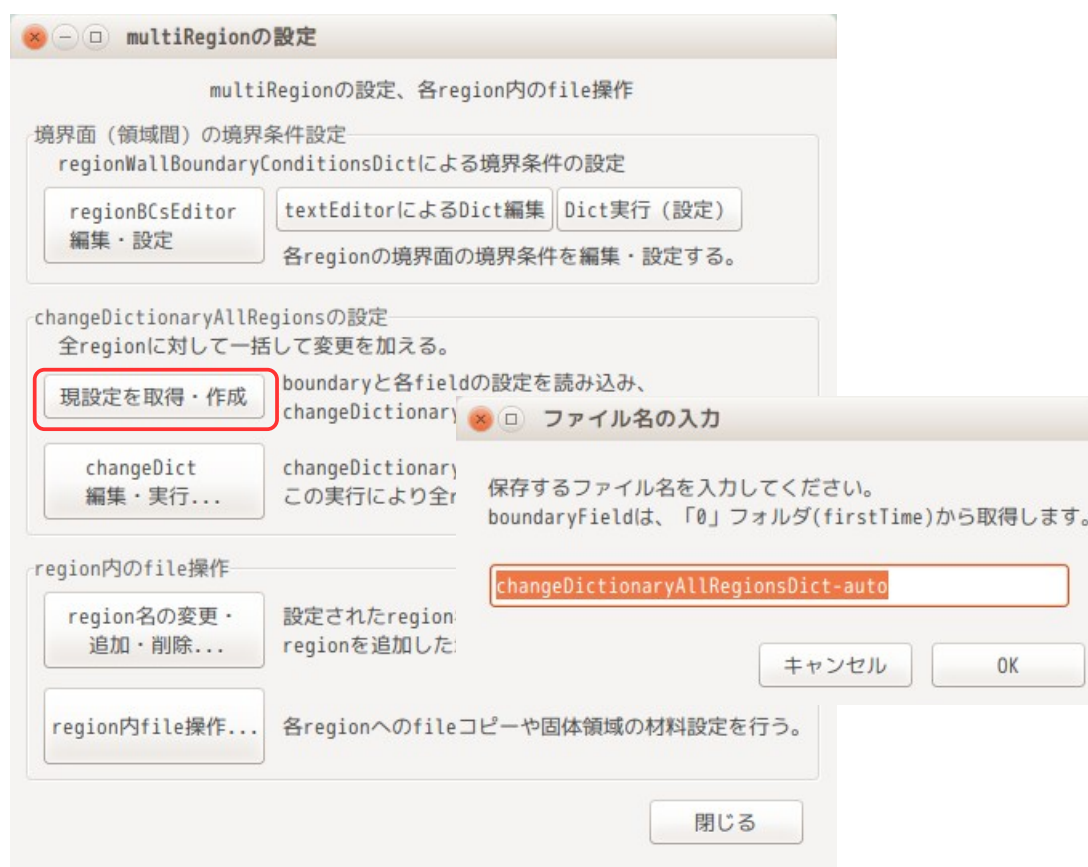 multiRegionの設定
multiRegionの設定、各region内のfile操作
境界面（領域間）の境界条件設定
regionWallBoundaryConditionsDictによる境界条件の設定
regionBCsEditor
編集・設定
textEditorによるDict編集
Dict実行（設定）
各regionの境界面の境界条件を編集・設定する。
changeDictionaryAllRegionsの設定
全regionに対して一括して変更を加える。
現設定を取得・作成
boundaryと各fieldの設定を読み込み、
changeDictionary
changeDict
編集・実行...
changeDictionary
この実行により全r
region内のfile操作
region名の変更・
追加・削除...
設定されたregion
regionを追加した
region内file操作...
各regionへのfileコピーや固体領域の材料設定を行う。
閉じる
ファイル名の入力
保存するファイル名を入力してください。
boundaryFieldは、「0」フォルダ(firstTime)から取得します。
changeDictionaryAllRegionsDict-auto
キャンセル
OK